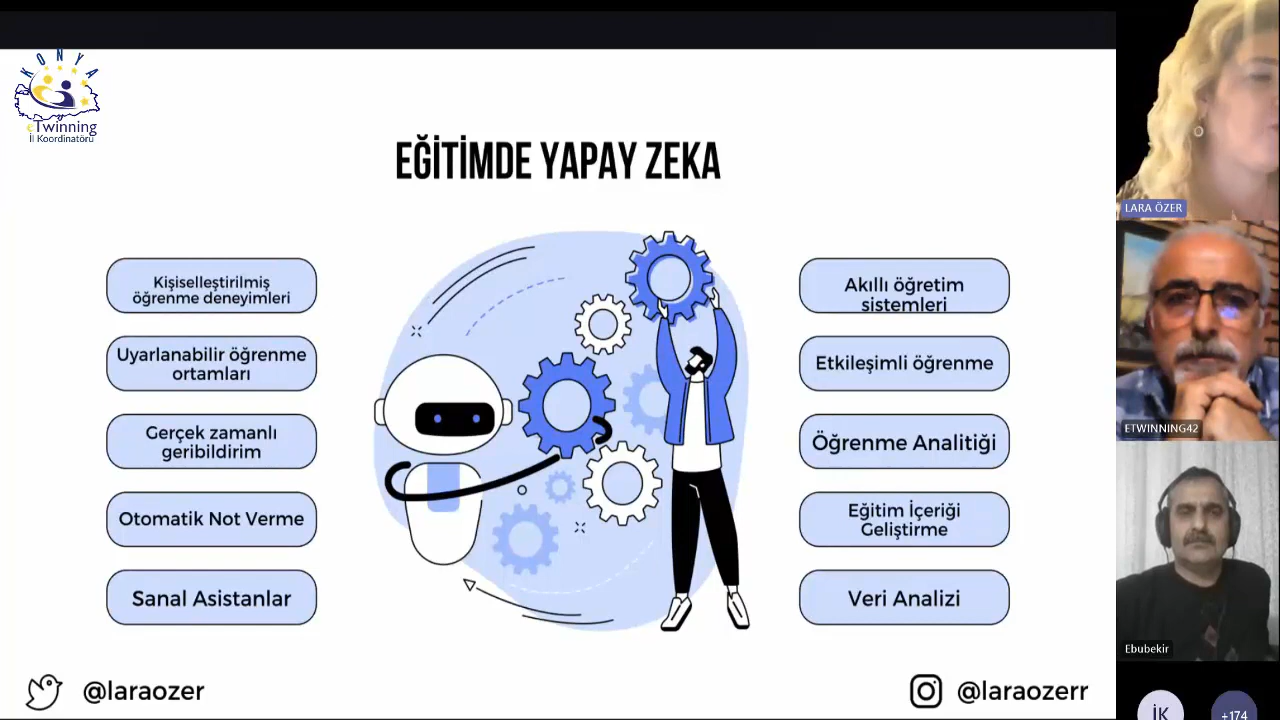 KONYA
eTwinning
İl Koordinatörü
EĞİTİMDE YAPAY ZEKA
Kişiselleştirilmiş
öğrenme deneyimleri
Uyarlanabilir öğrenme
ortamları
Gerçek zamanlı
geribildirim
Otomatik Not Verme
Sanal Asistanlar
Akıllı öğretim
sistemleri
Etkileşimli öğrenme
Öğrenme Analitiği
Eğitim İçeriği
Geliştirme
Veri Analizi
@laraozer
@laraozerr
LARA ÖZER
ETWINNING42
Ebubekir
İK
+174